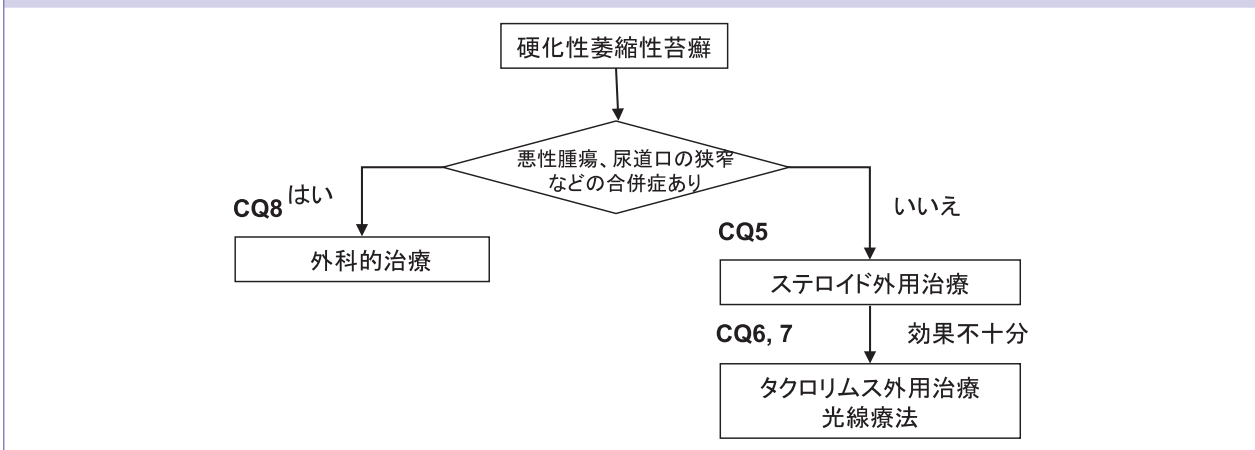 硬化性萎縮性苔癬
悪性腫瘍、尿道口の狭窄
などの合併症あり
CQ8
はい
いいえ
外科的治療
CQ5
ステロイド外用治療
CQ6, 7
効果不十分
タクロリムス外用治療
光線療法